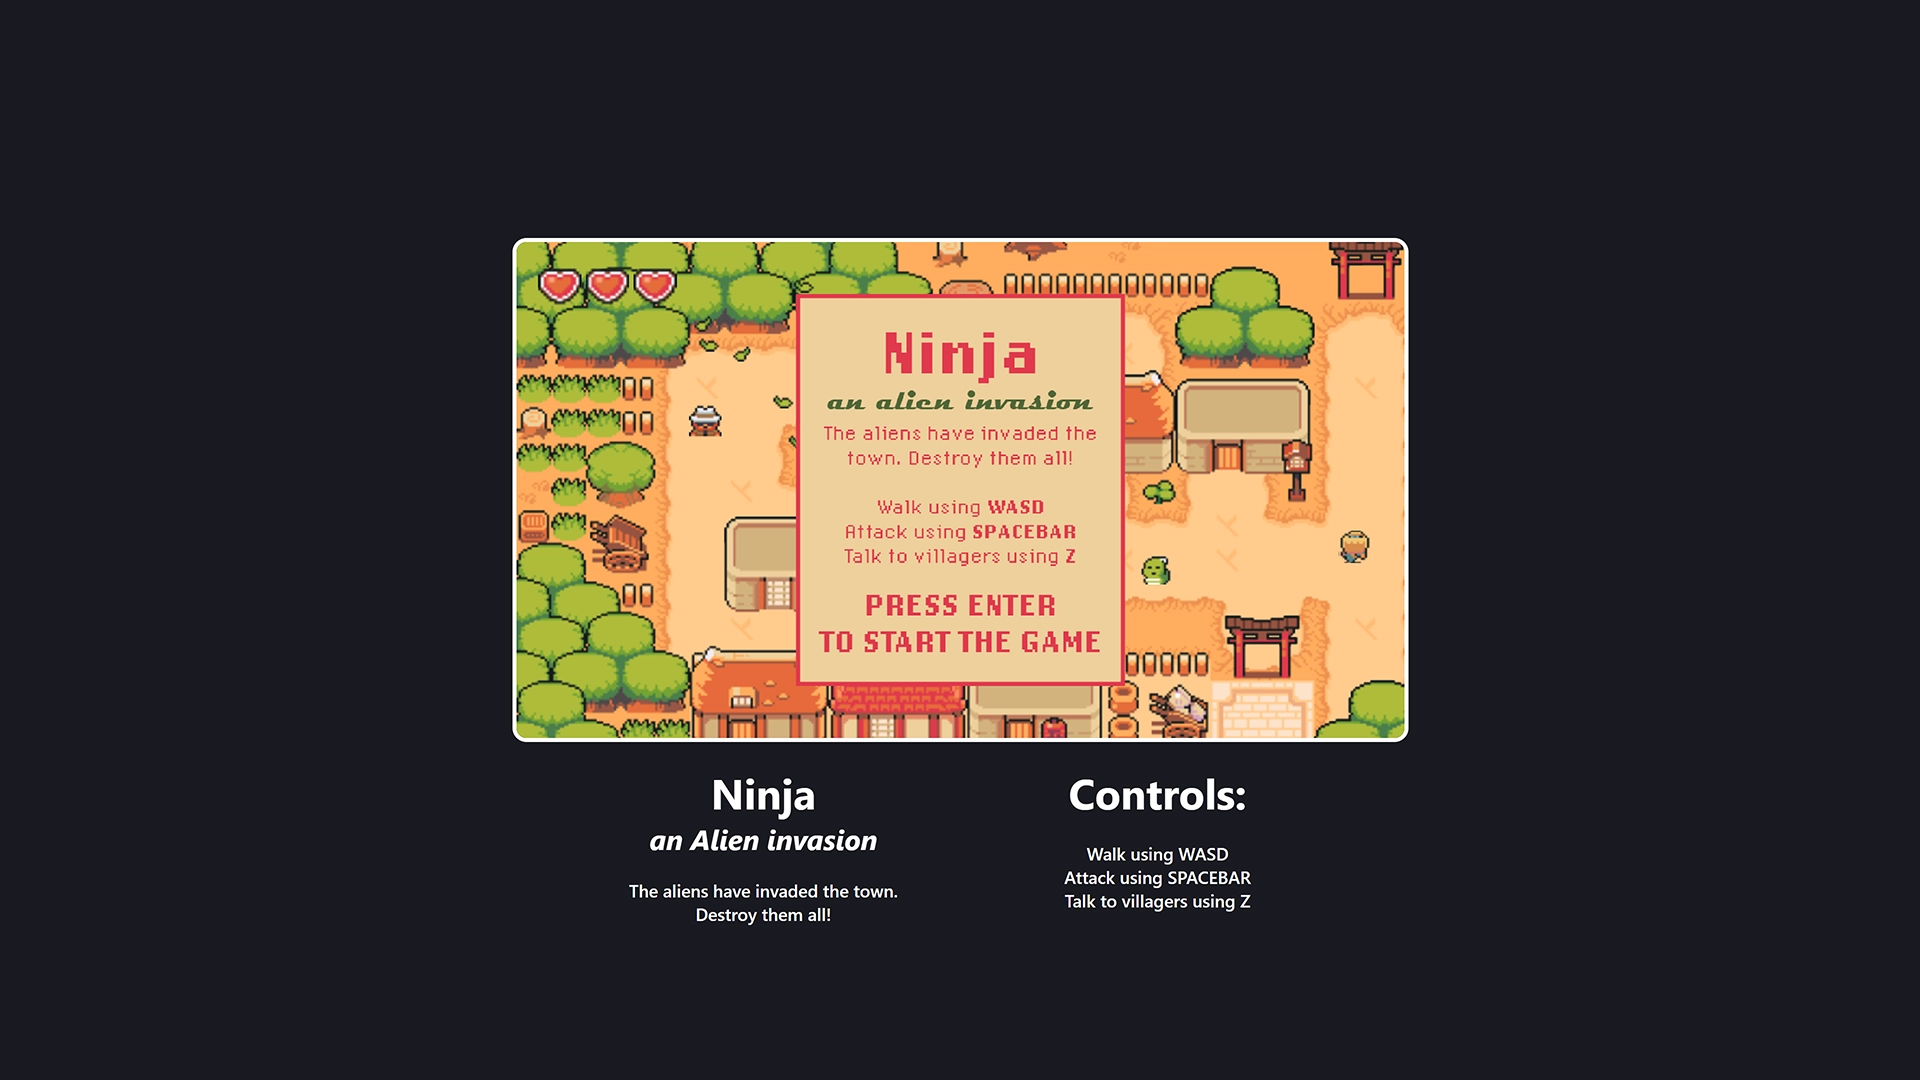 Ninja
an alien invasion
The aliens have invaded the
town. Destroy them all!
Walk using WASD
Attack using SPACEBAR
Talk to villagers using Z
PRESS ENTER
TO START THE GAME
Ninja
an Alien invasion
The aliens have invaded the town.
Destroy them all!
Controls:
Walk using WASD
Attack using SPACEBAR
Talk to villagers using Z